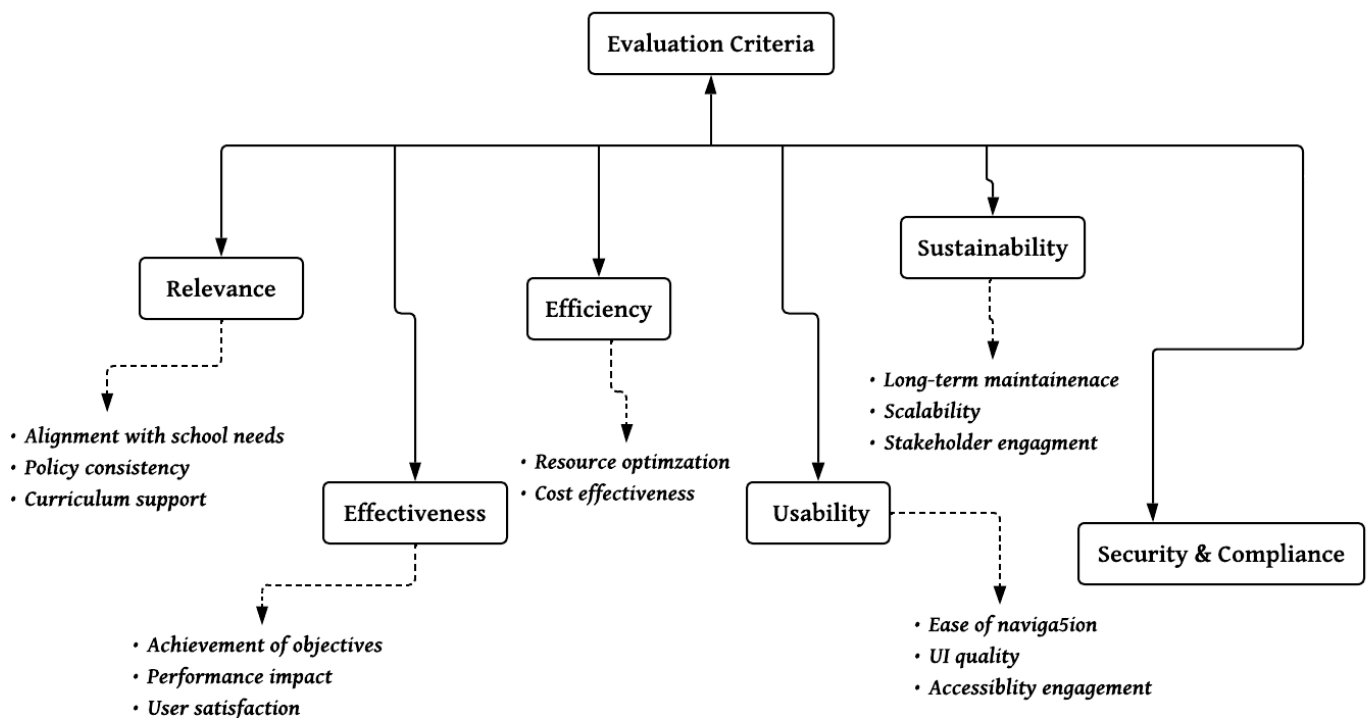 Evaluation Criteria
Relevance
• Alignment with school needs
• Policy consistency
• Curriculum support
Effectiveness
• Achievement of objectives
• Performance impact
• User satisfaction
Efficiency
• Resource optimzation
• Cost effectiveness
Usability
• Ease of naviga5ion
• UI quality
• Accessiblity engagement
Sustainability
• Long-term maintainenace
• Scalability
• Stakeholder engagment
Security & Compliance